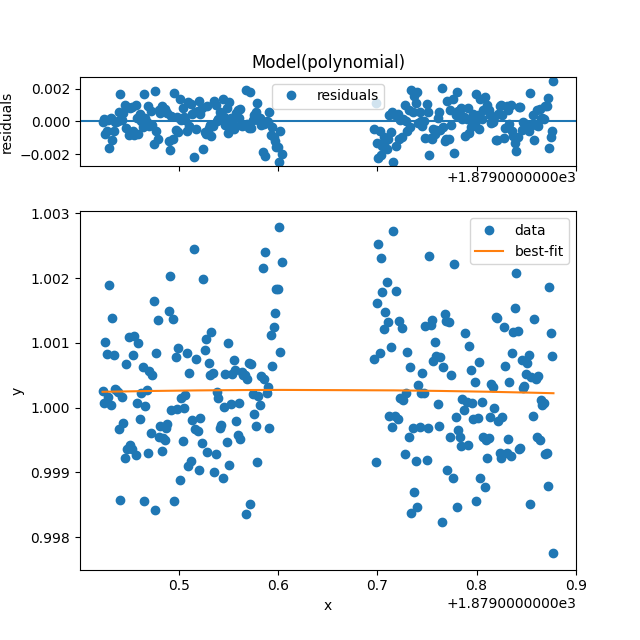 Model(polynomial)
0.002
0.000
−0.002
residuals
residuals
+1.8790000000e3
1.003
1.002
1.001
1.000
0.999
0.998
y
data
best-fit
0.5 0.6 0.7 0.8 0.9
x
+1.8790000000e3